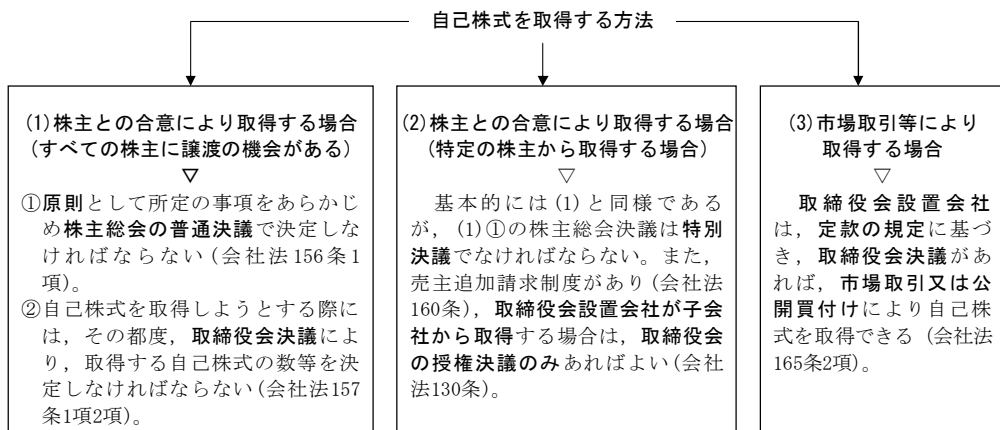 自己株式を取得する方法
(1)株主との合意により取得する場合
(すべての株主に譲渡の機会がある)
▽
①原則として所定の事項をあらかじ
め株主総会の普通決議で決定しな
ければならない(会社法156条1
項)。
②自己株式を取得しようとする際に
は，その都度，取締役会決議によ
り，取得する自己株式の数等を決
定しなければならない(会社法157
条1項2項)。
(2)株主との合意により取得する場合
(特定の株主から取得する場合)
▽
基本的には(1)と同様である
が，(1)①の株主総会決議は特別
決議でなければならない。また，
売主追加請求制度があり(会社法
160条)，取締役会設置会社が子会
社から取得する場合は，取締役会
の授権決議のみあればよい(会社
法130条)。
(3)市場取引等により
取得する場合
▽
取締役会設置会社
は，定款の規定に基づ
き，取締役会決議があ
れば，市場取引又は公
開買付けにより自己株
式を取得できる (会社法
165条2項)。